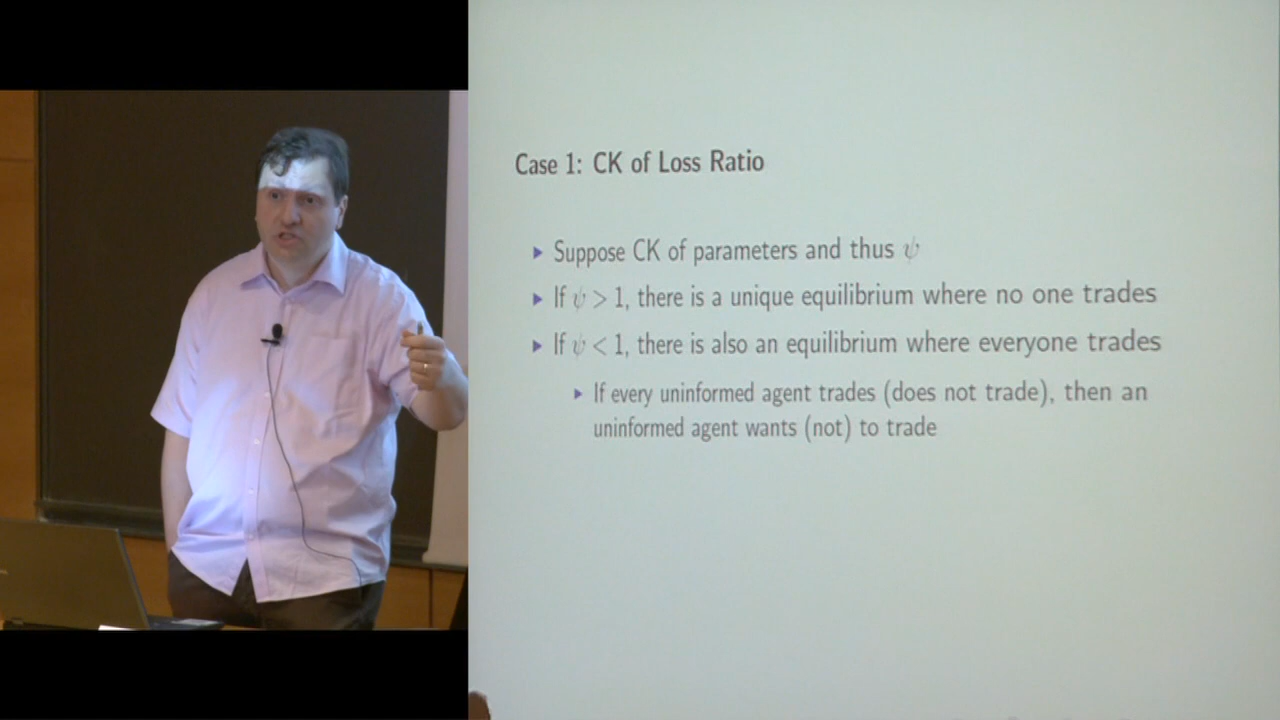 Case 1: CK of Loss Ratio
Suppose CK of parameters and thus ψ
If ψ > 1, there is a unique equilibrium where no one trades
If ψ < 1, there is also an equilibrium where everyone trades
If every uninformed agent trades (does not trade), then an
uninformed agent wants (not) to trade